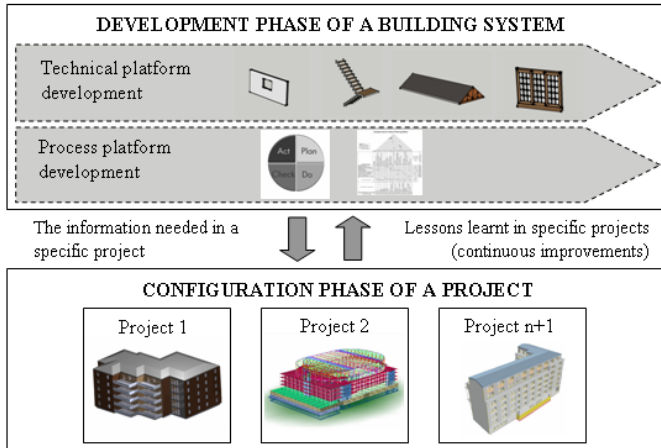 DEVELOPMENT PHASE OF A BUILDING SYSTEM
Technical platform
development
Process platform
development
Act Plan
Check Do
The information needed in a
specific project
Lessons learnt in specific projects
(continuous improvements)
CONFIGURATION PHASE OF A PROJECT
Project 1
Project 2
Project n+1